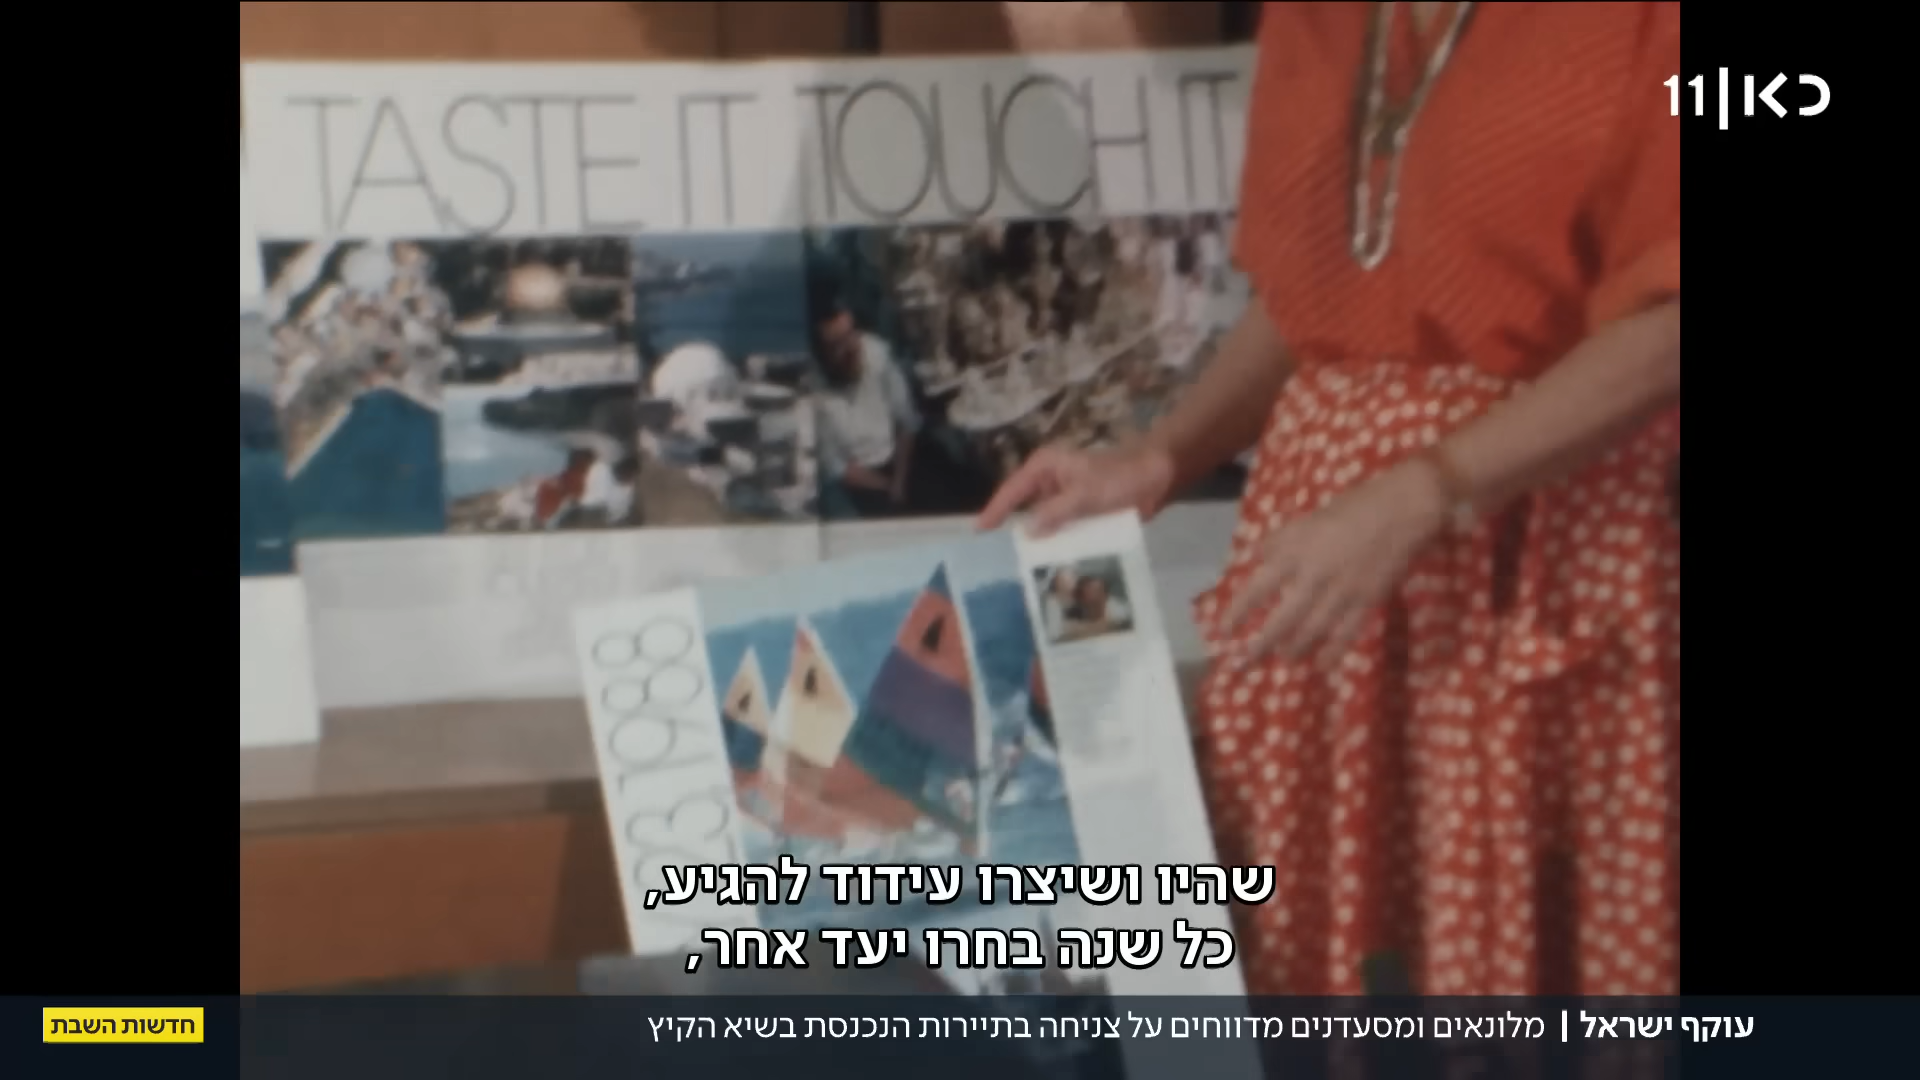 כאן|11
TASTE IT TOUCH IT
23.1988
שהיו ושיצרו עידוד להגיע,
כל שנה בחרו יעד אחר,
עוקף ישראל | מלונאים ומסעדנים מדווחים על צניחה בתיירות הנכנסת בשיא הקיץ
חדשות השבת